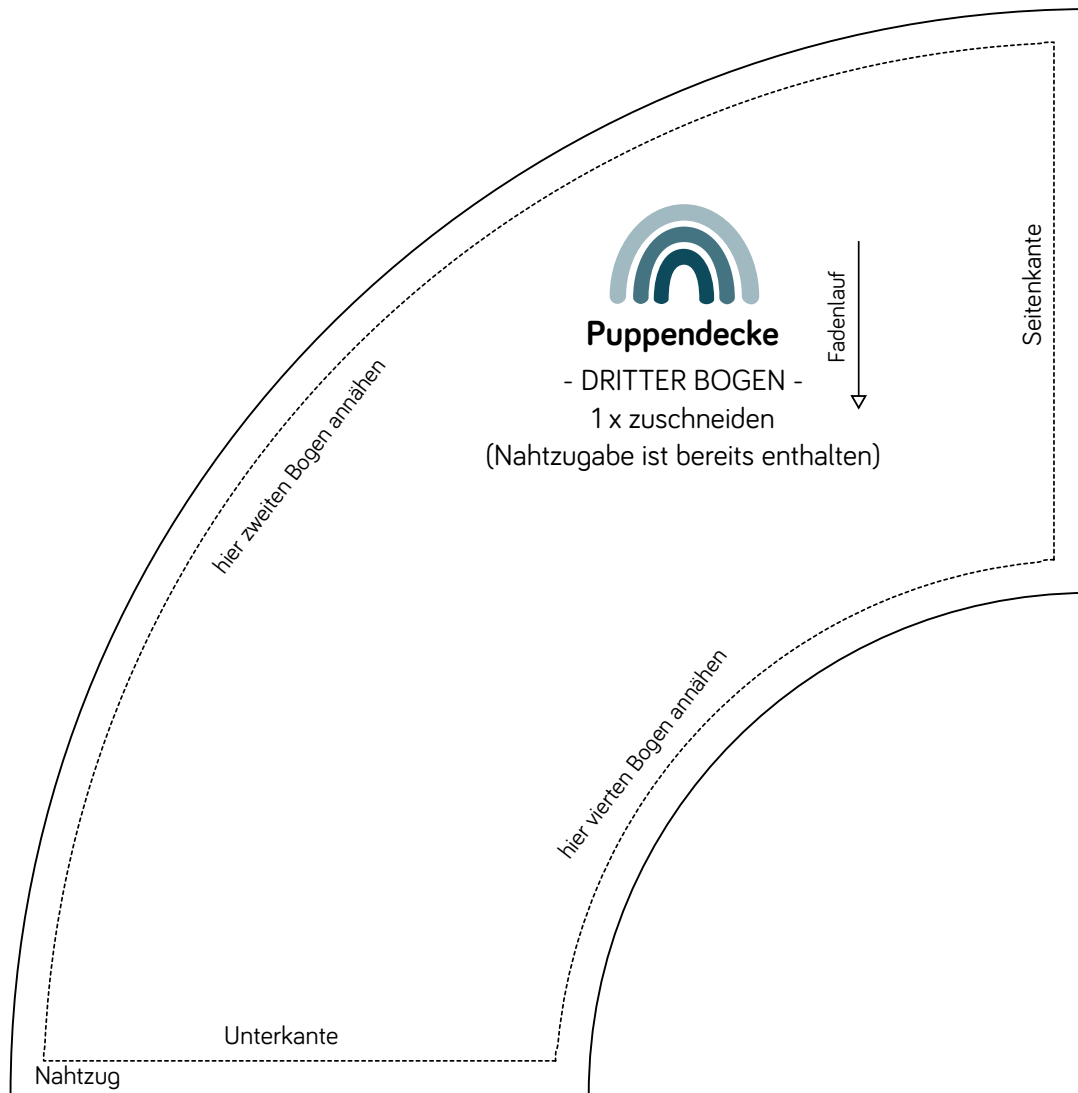 Puppendecke
- DRITTER BOGEN -
1 x zuschneiden
(Nahtzugabe ist bereits enthalten)
Fadenlauf
Seitenkante
hier zweiten Bogen annähen
hier vierten Bogen annähen
Unterkante
Nahtzug